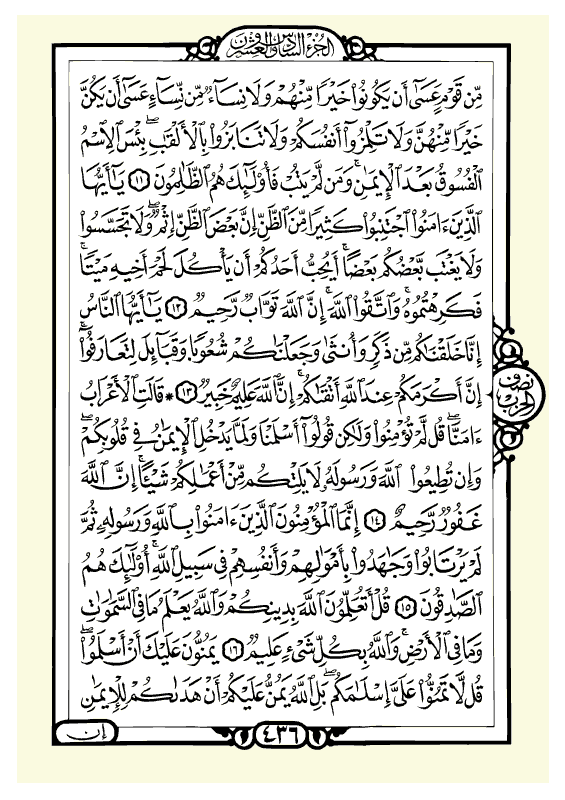 الجزء السادس والعشرون
مِّن قَوۡمٍ عَسَىٰٓ أَن يَكُونُواْ خَيۡرٗا مِّنۡهُمۡ وَلَا نِسَآءٞ مِّن نِّسَآءٍ عَسَىٰٓ أَن يَكُنَّ
خَيۡرٗا مِّنۡهُنَّۖ وَلَا تَلۡمِزُوٓاْ أَنفُسَكُمۡ وَلَا تَنَابَزُواْ بِٱلۡأَلۡقَٰبِۖ بِئۡسَ ٱلِٱسۡمُ
ٱلۡفُسُوقُ بَعۡدَ ٱلۡإِيمَٰنِۚ وَمَن لَّمۡ يَتُبۡ فَأُوْلَٰٓئِكَ هُمُ ٱلظَّٰلِمُونَ ١١ يَٰٓأَيُّهَا
ٱلَّذِينَ ءَامَنُواْ ٱجۡتَنِبُواْ كَثِيرٗا مِّنَ ٱلظَّنِّ إِنَّ بَعۡضَ ٱلظَّنِّ إِثۡمٞۖ وَلَا تَجَسَّسُواْ
وَلَا يَغۡتَب بَّعۡضُكُم بَعۡضًاۚ أَيُحِبُّ أَحَدُكُمۡ أَن يَأۡكُلَ لَحۡمَ أَخِيهِ مَيۡتٗا
فَكَرِهۡتُمُوهُۚ وَٱتَّقُواْ ٱللَّهَۚ إِنَّ ٱللَّهَ تَوَّابٞ رَّحِيمٞ ١٢ يَٰٓأَيُّهَا ٱلنَّاسُ
إِنَّا خَلَقۡنَٰكُم مِّن ذَكَرٖ وَأُنثَىٰ وَجَعَلۡنَٰكُمۡ شُعُوبٗا وَقَبَآئِلَ لِتَعَارَفُوٓاْۚ
إِنَّ أَكۡرَمَكُمۡ عِندَ ٱللَّهِ أَتۡقَىٰكُمۡۚ إِنَّ ٱللَّهَ عَلِيمٌ خَبِيرٞ ١٣ * قَالَتِ ٱلۡأَعۡرَابُ
ءَامَنَّاۖ قُل لَّمۡ تُؤۡمِنُواْ وَلَٰكِن قُولُوٓاْ أَسۡلَمۡنَا وَلَمَّا يَدۡخُلِ ٱلۡإِيمَٰنُ فِي قُلُوبِكُمۡۖ
وَإِن تُطِيعُواْ ٱللَّهَ وَرَسُولَهُۥ لَا يَلِتۡكُم مِّنۡ أَعۡمَٰلِكُمۡ شَيۡـًٔاۚ إِنَّ ٱللَّهَ
غَفُورٞ رَّحِيمٌ ١٤ إِنَّمَا ٱلۡمُؤۡمِنُونَ ٱلَّذِينَ ءَامَنُواْ بِٱللَّهِ وَرَسُولِهِۦ ثُمَّ
لَمۡ يَرۡتَابُواْ وَجَٰهَدُواْ بِأَمۡوَٰلِهِمۡ وَأَنفُسِهِمۡ فِي سَبِيلِ ٱللَّهِۚ أُوْلَٰٓئِكَ هُمُ
ٱلصَّٰدِقُونَ ١٥ قُلۡ أَتُعَلِّمُونَ ٱللَّهَ بِدِينِكُمۡ وَٱللَّهُ يَعۡلَمُ مَا فِي ٱلسَّمَٰوَٰتِ
وَمَا فِي ٱلۡأَرۡضِۚ وَٱللَّهُ بِكُلِّ شَيۡءٍ عَلِيمٞ ١٦ يَمُنُّونَ عَلَيۡكَ أَنۡ أَسۡلَمُواْۖ
قُل لَّا تَمُنُّواْ عَلَيَّ إِسۡلَٰمَكُمۖ بَلِ ٱللَّهُ يَمُنُّ عَلَيۡكُمۡ أَنۡ هَدَىٰكُمۡ لِلۡإِيمَٰنِ
نصف
الحزب
٤٣٦
إن